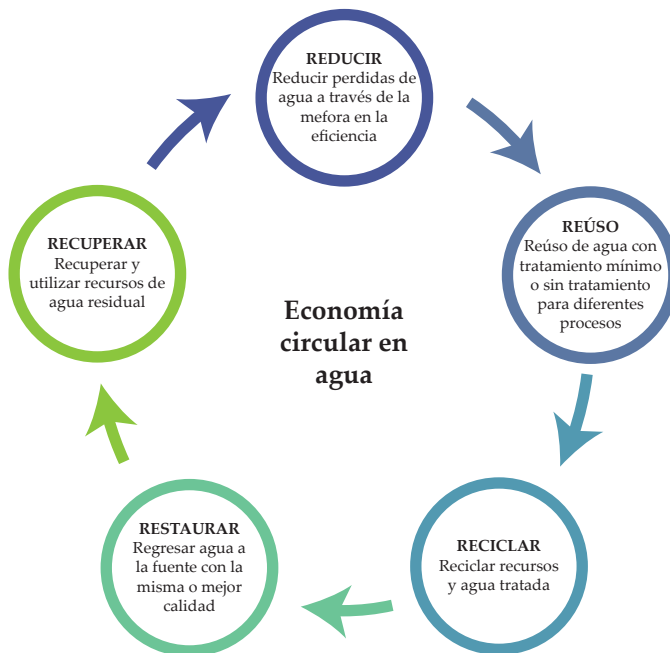 REDUCIR
Reducir perdidas de
agua a través de la
mefora en la
eficiencia
REÚSO
Reúso de agua con
tratamiento mínimo
o sin tratamiento
para diferentes
procesos
RECICLAR
Reciclar recursos
y agua tratada
RESTAURAR
Regresar agua a
la fuente con la
misma o mejor
calidad
RECUPERAR
Recuperar y
utilizar recursos de
agua residual
Economía
circular en
agua